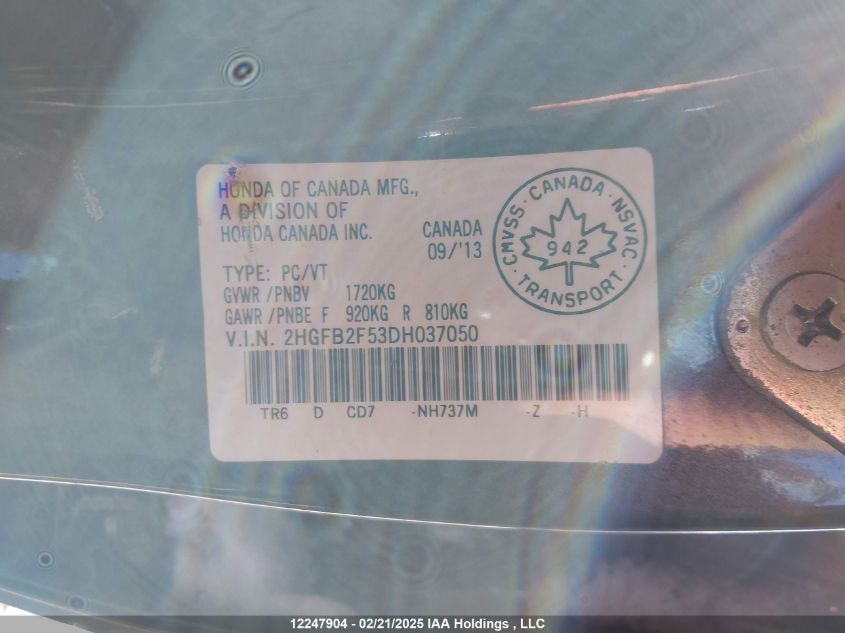 HONDA OF CANADA MFG.,
A DIVISION OF
HONDA CANADA INC.
CANADA
09/'13
CMVSS · CANADA · NSVAC
942
· TRANSPORT ·
TYPE: PC/VT
GVWR /PNBV 1720KG
GAWR /PNBE F 920KG R 810KG
V.I.N. 2HGFB2F53DH037050
TR6 D CD7 -NH737M -Z -H
12247904 - 02/21/2025 IAA Holdings , LLC